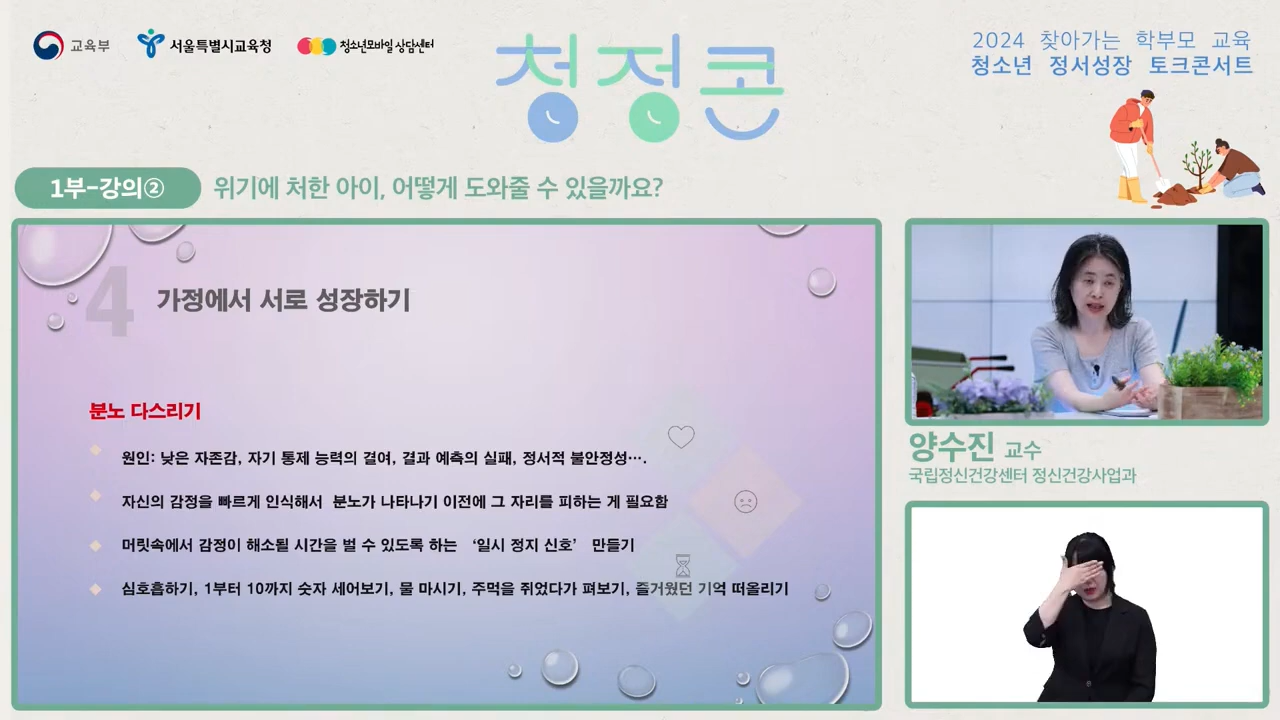 교육부
서울특별시교육청
청소년모바일 상담센터
청정콘
2024 찾아가는 학부모 교육
청소년 정서성장 토크콘서트
1부-강의② 위기에 처한 아이, 어떻게 도와줄 수 있을까요?
4 가정에서 서로 성장하기
분노 다스리기
원인: 낮은 자존감, 자기 통제 능력의 결여, 결과 예측의 실패, 정서적 불안정성….
자신의 감정을 빠르게 인식해서 분노가 나타나기 이전에 그 자리를 피하는 게 필요함
머릿속에서 감정이 해소될 시간을 벌 수 있도록 하는 ‘일시 정지 신호’ 만들기
심호흡하기, 1부터 10까지 숫자 세어보기, 물 마시기, 주먹을 쥐었다가 펴보기, 즐거웠던 기억 떠올리기
양수진 교수
국립정신건강센터 정신건강사업과